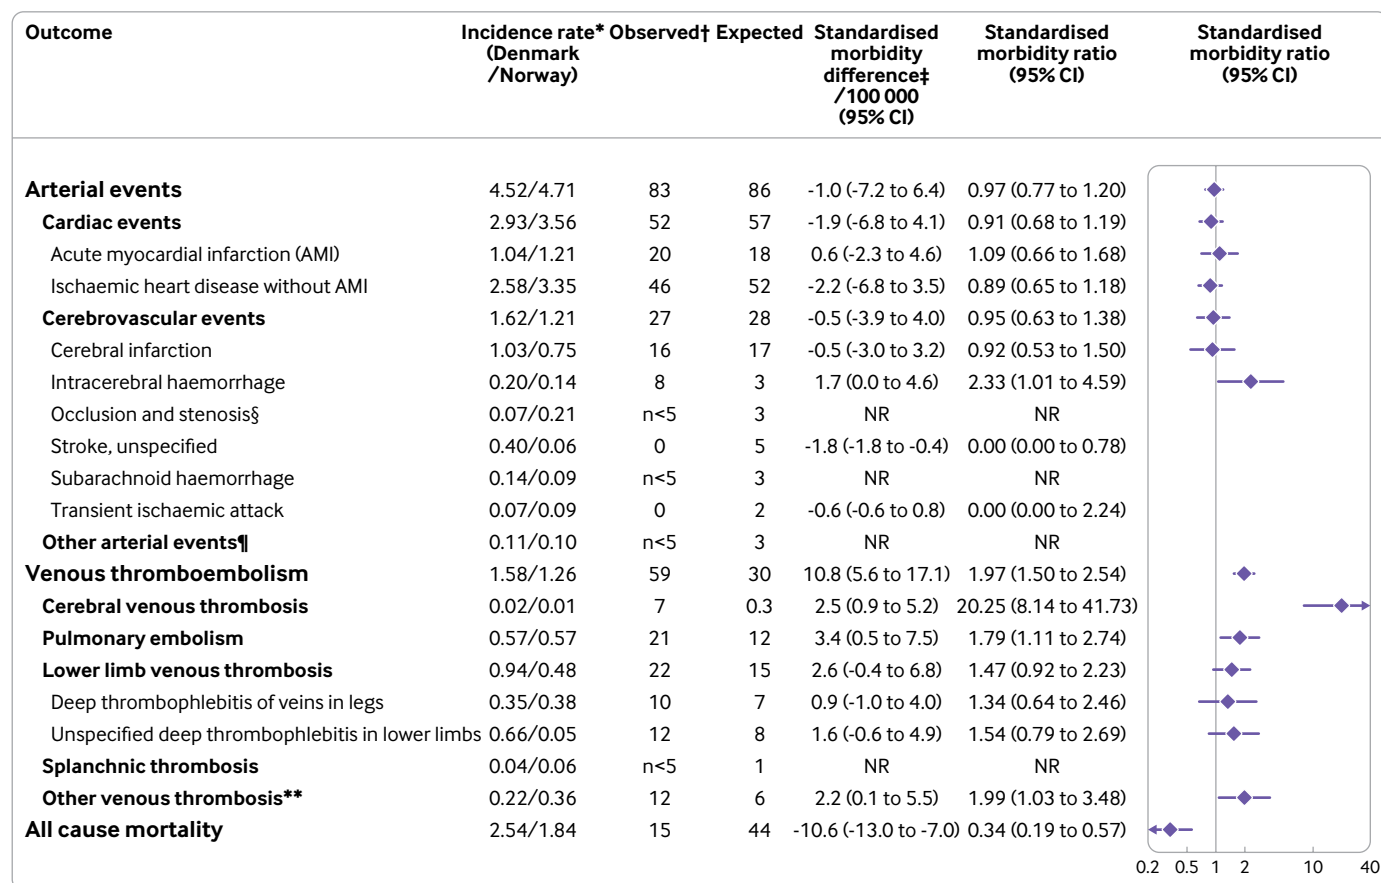 Outcome Incidence rate* Observed† Expected Standardised Standardised Standardised
(Denmark morbidity morbidity ratio morbidity ratio
/Norway) difference‡ (95% CI) (95% CI)
/100 000
(95% CI)
Arterial events 4.52/4.71 83 86 -1.0 (-7.2 to 6.4) 0.97 (0.77 to 1.20)
Cardiac events 2.93/3.56 52 57 -1.9 (-6.8 to 4.1) 0.91 (0.68 to 1.19)
Acute myocardial infarction (AMI) 1.04/1.21 20 18 0.6 (-2.3 to 4.6) 1.09 (0.66 to 1.68)
Ischaemic heart disease without AMI 2.58/3.35 46 52 -2.2 (-6.8 to 3.5) 0.89 (0.65 to 1.18)
Cerebrovascular events 1.62/1.21 27 28 -0.5 (-3.9 to 4.0) 0.95 (0.63 to 1.38)
Cerebral infarction 1.03/0.75 16 17 -0.5 (-3.0 to 3.2) 0.92 (0.53 to 1.50)
Intracerebral haemorrhage 0.20/0.14 8 3 1.7 (0.0 to 4.6) 2.33 (1.01 to 4.59)
Occlusion and stenosis§ 0.07/0.21 n<5 3 NR NR
Stroke, unspecified 0.40/0.06 0 5 -1.8 (-1.8 to -0.4) 0.00 (0.00 to 0.78)
Subarachnoid haemorrhage 0.14/0.09 n<5 3 NR NR
Transient ischaemic attack 0.07/0.09 0 2 -0.6 (-0.6 to 0.8) 0.00 (0.00 to 2.24)
Other arterial events¶ 0.11/0.10 n<5 3 NR NR
Venous thromboembolism 1.58/1.26 59 30 10.8 (5.6 to 17.1) 1.97 (1.50 to 2.54)
Cerebral venous thrombosis 0.02/0.01 7 0.3 2.5 (0.9 to 5.2) 20.25 (8.14 to 41.73)
Pulmonary embolism 0.57/0.57 21 12 3.4 (0.5 to 7.5) 1.79 (1.11 to 2.74)
Lower limb venous thrombosis 0.94/0.48 22 15 2.6 (-0.4 to 6.8) 1.47 (0.92 to 2.23)
Deep thrombophlebitis of veins in legs 0.35/0.38 10 7 0.9 (-1.0 to 4.0) 1.34 (0.64 to 2.46)
Unspecified deep thrombophlebitis in lower limbs 0.66/0.05 12 8 1.6 (-0.6 to 4.9) 1.54 (0.79 to 2.69)
Splanchnic thrombosis 0.04/0.06 n<5 1 NR NR
Other venous thrombosis** 0.22/0.36 12 6 2.2 (0.1 to 5.5) 1.99 (1.03 to 3.48)
All cause mortality 2.54/1.84 15 44 -10.6 (-13.0 to -7.0) 0.34 (0.19 to 0.57)
0.2 0.5 1 2 10 40